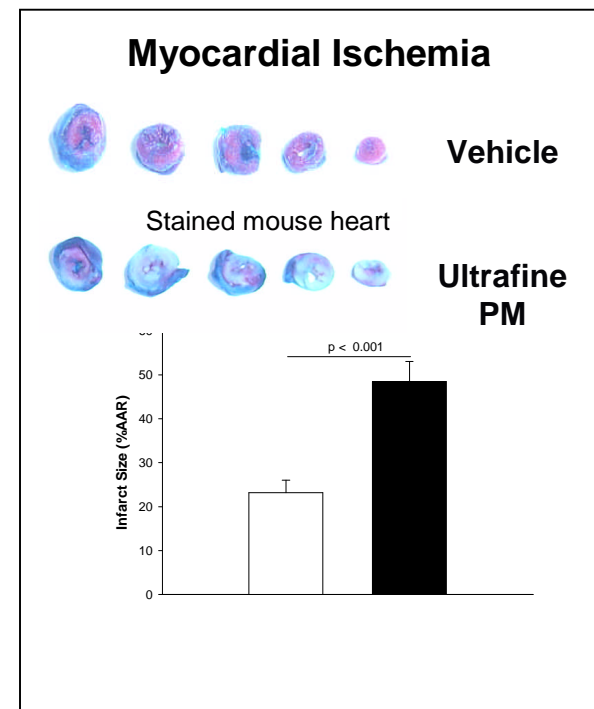 Myocardial Ischemia
Vehicle
Stained mouse heart
Ultrafine
PM
p < 0.001
50
40
30
20
10
0
Infarct Size (%AAR)